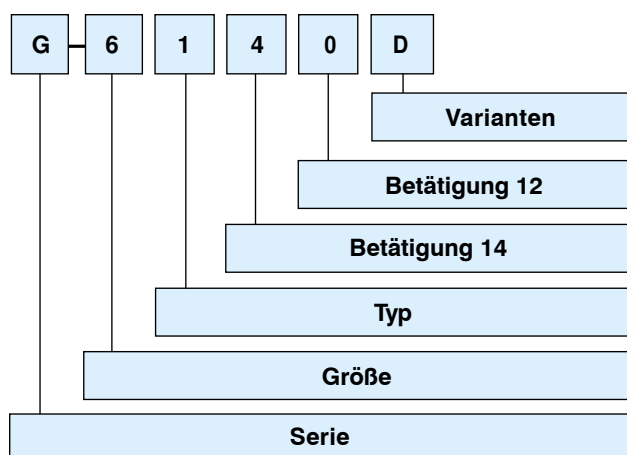 G-6 1 4 0 D
Varianten
Betätigung 12
Betätigung 14
Typ
Größe
Serie